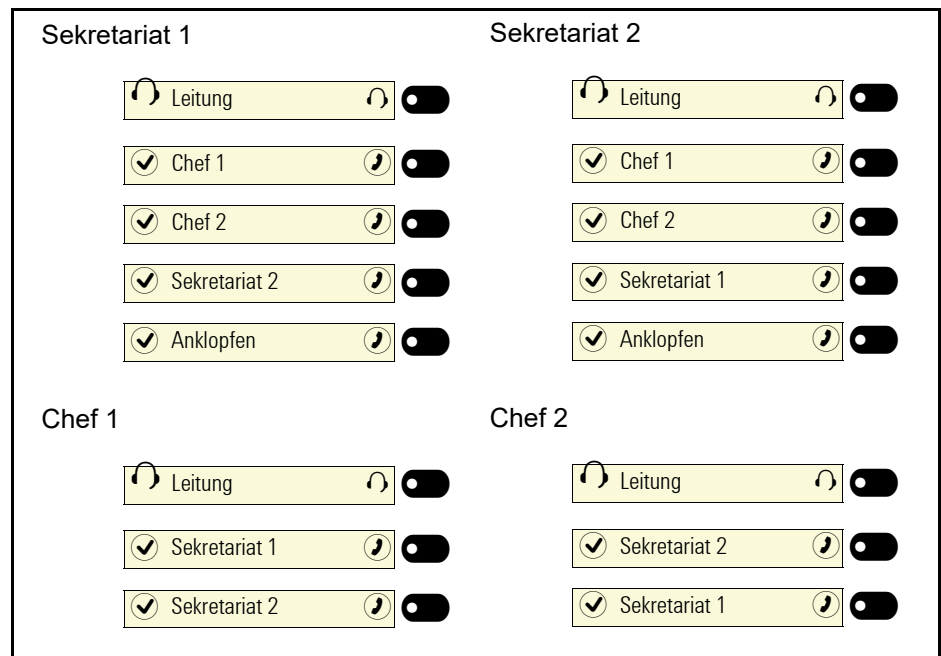 Sekretariat 1
Leitung
Chef 1
Chef 2
Sekretariat 2
Anklopfen
Sekretariat 2
Leitung
Chef 1
Chef 2
Sekretariat 1
Anklopfen
Chef 1
Leitung
Sekretariat 1
Sekretariat 2
Chef 2
Leitung
Sekretariat 2
Sekretariat 1